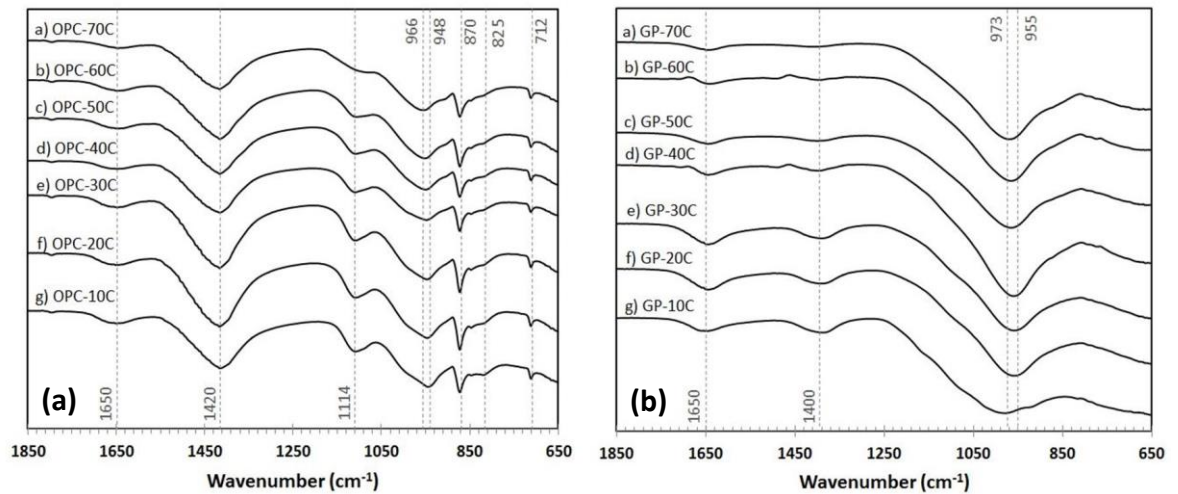 966
948
870
82.5
712
a) OPC-70C
b) OPC-60C
c) OPC-50C
d) OPC-40C
e) OPC-30C
f) OPC-20C
g) OPC-10C
(a)
1650
1420
1114
1850 1650 1450 1250 1050 850 650
Wavenumber (cm-1)
973
955
a) GP-70C
b) GP-60C
c) GP-50C
d) GP-40C
e) GP-30C
f) GP-20C
g) GP-10C
(b)
1650
1400
1850 1650 1450 1250 1050 850 650
Wavenumber (cm-1)